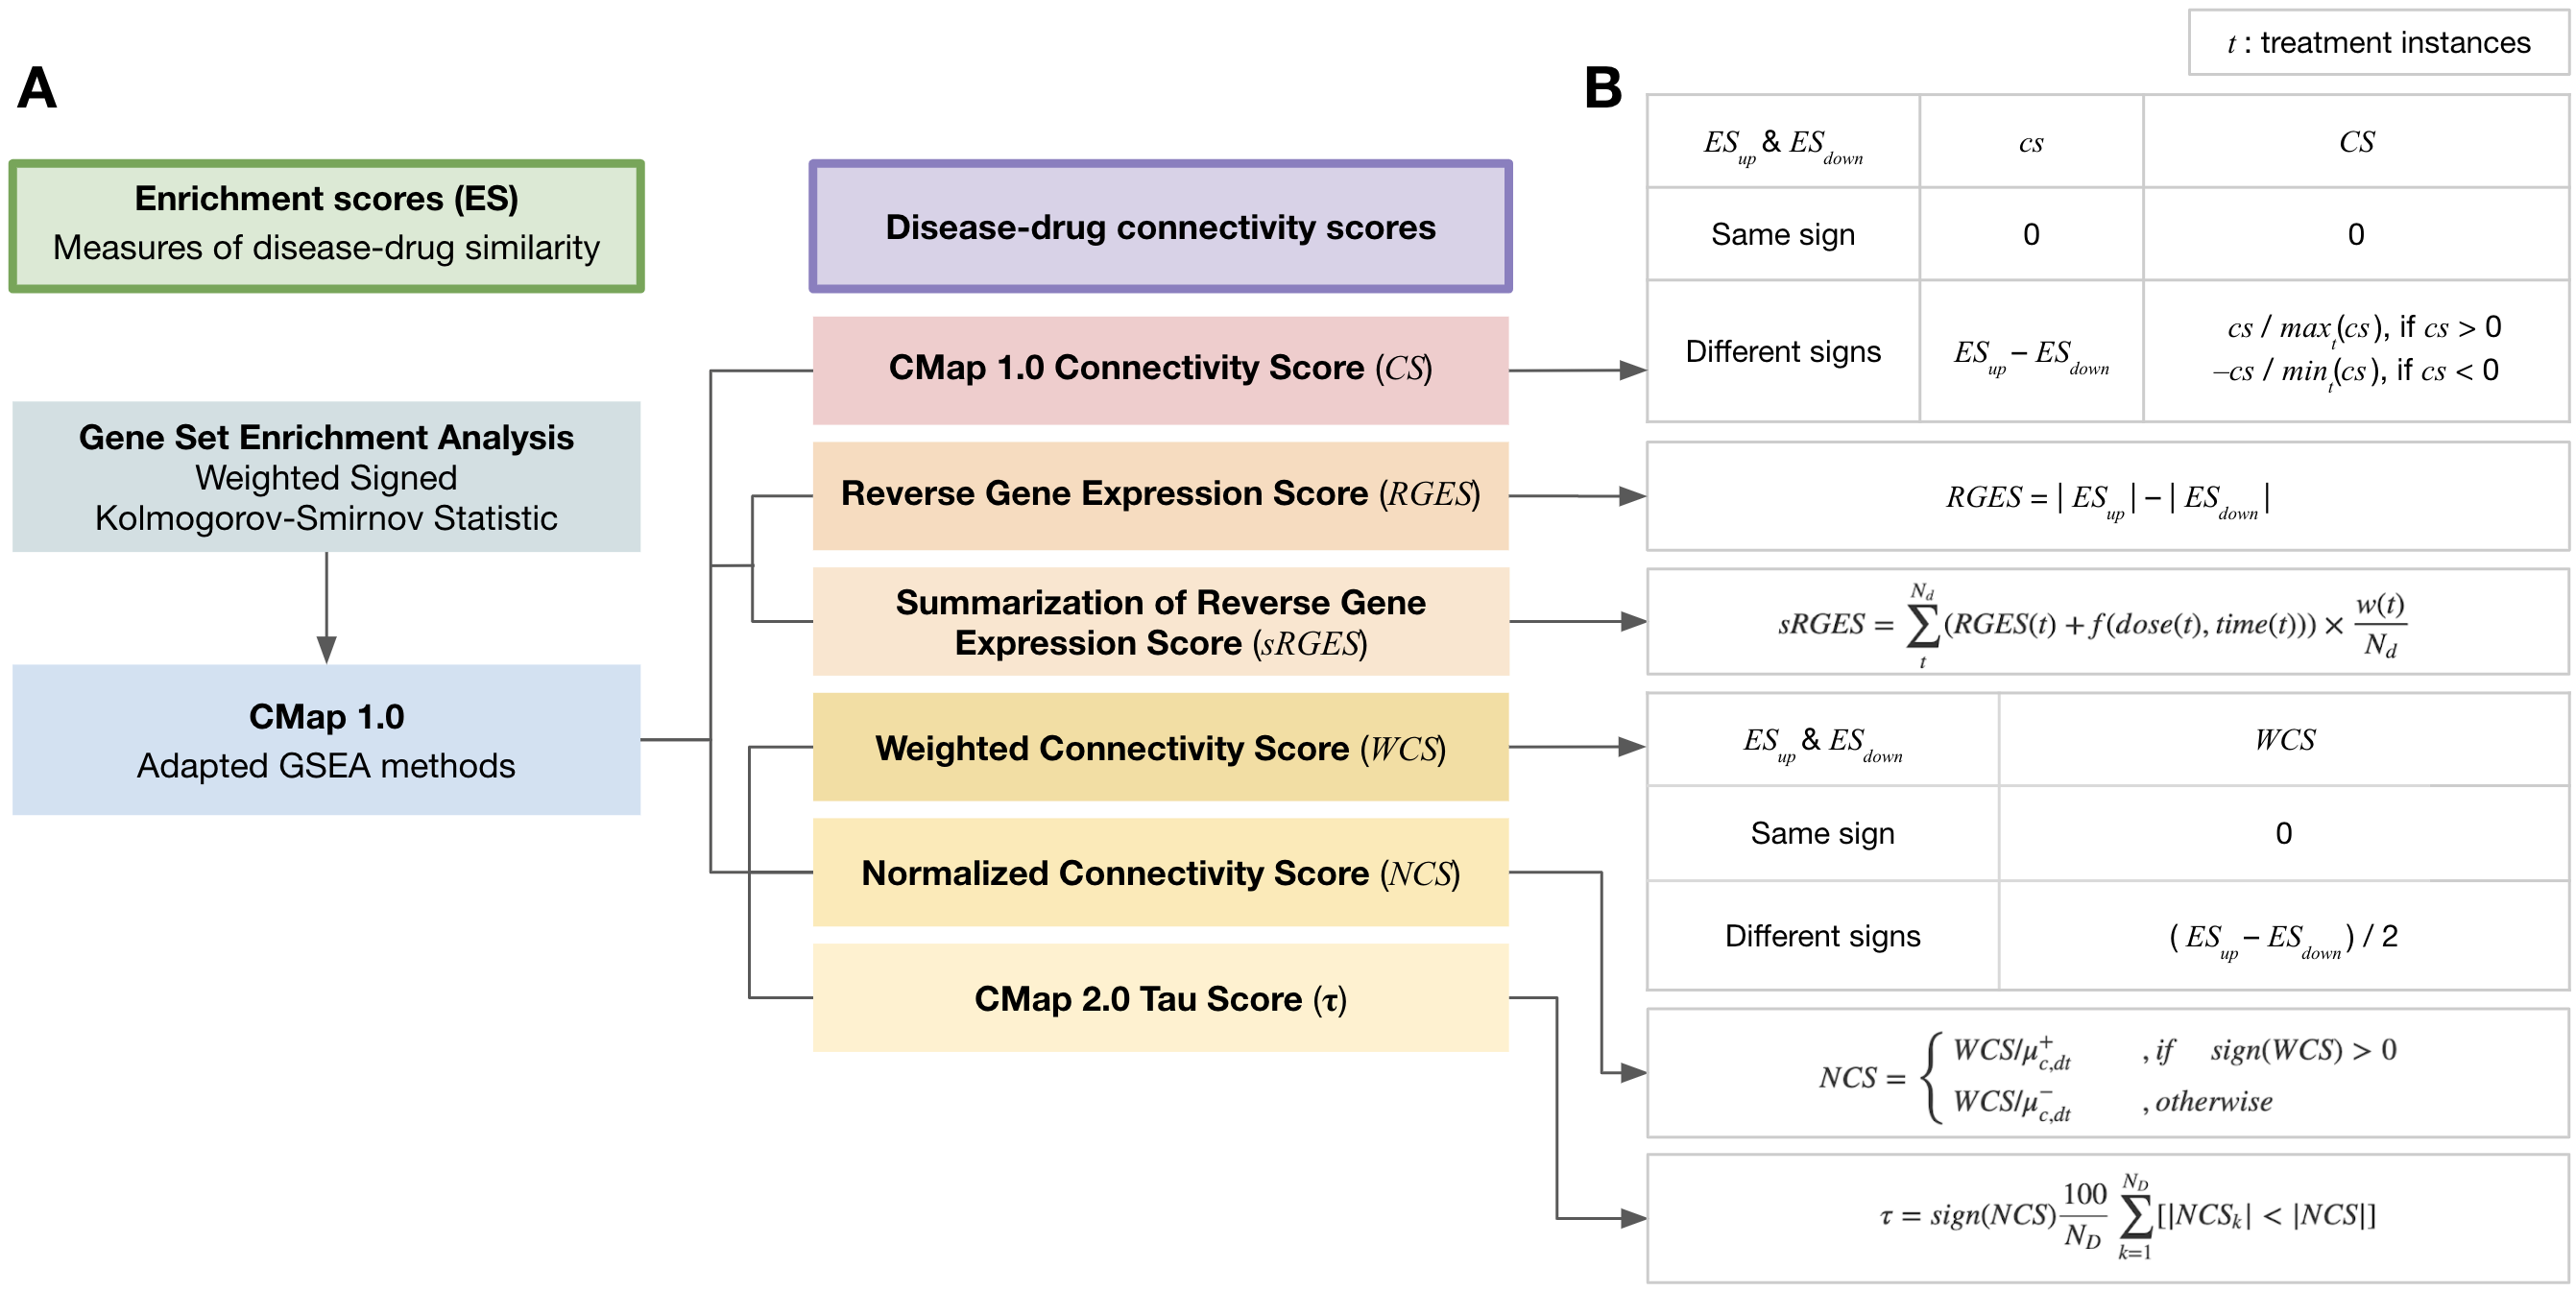 A
Enrichment scores (ES)
Measures of disease-drug similarity
Gene Set Enrichment Analysis
Weighted Signed
Kolmogorov-Smirnov Statistic
CMap 1.0
Adapted GSEA methods
Disease-drug connectivity scores
CMap 1.0 Connectivity Score (CS)
Reverse Gene Expression Score (RGES)
Summarization of Reverse Gene
Expression Score (sRGES)
Weighted Connectivity Score (WCS)
Normalized Connectivity Score (NCS)
CMap 2.0 Tau Score (τ)
B
t : treatment instances
ES_up & ES_down cs CS
Same sign 0 0
Different signs ES_up – ES_down cs / max_t(cs), if cs > 0
–cs / min_t(cs), if cs < 0
RGES = | ES_up | – | ES_down |
sRGES = ∑_t^{N_d} (RGES(t) + f(dose(t), time(t))) × w(t) / N_d
ES_up & ES_down WCS
Same sign 0
Different signs ( ES_up – ES_down ) / 2
NCS = { WCS/μ^+_{c,dt} , if sign(WCS) > 0
WCS/μ^-_{c,dt} , otherwise
τ = sign(NCS) 100 / N_D ∑_{k=1}^{N_D} [|NCS_k| < |NCS|]